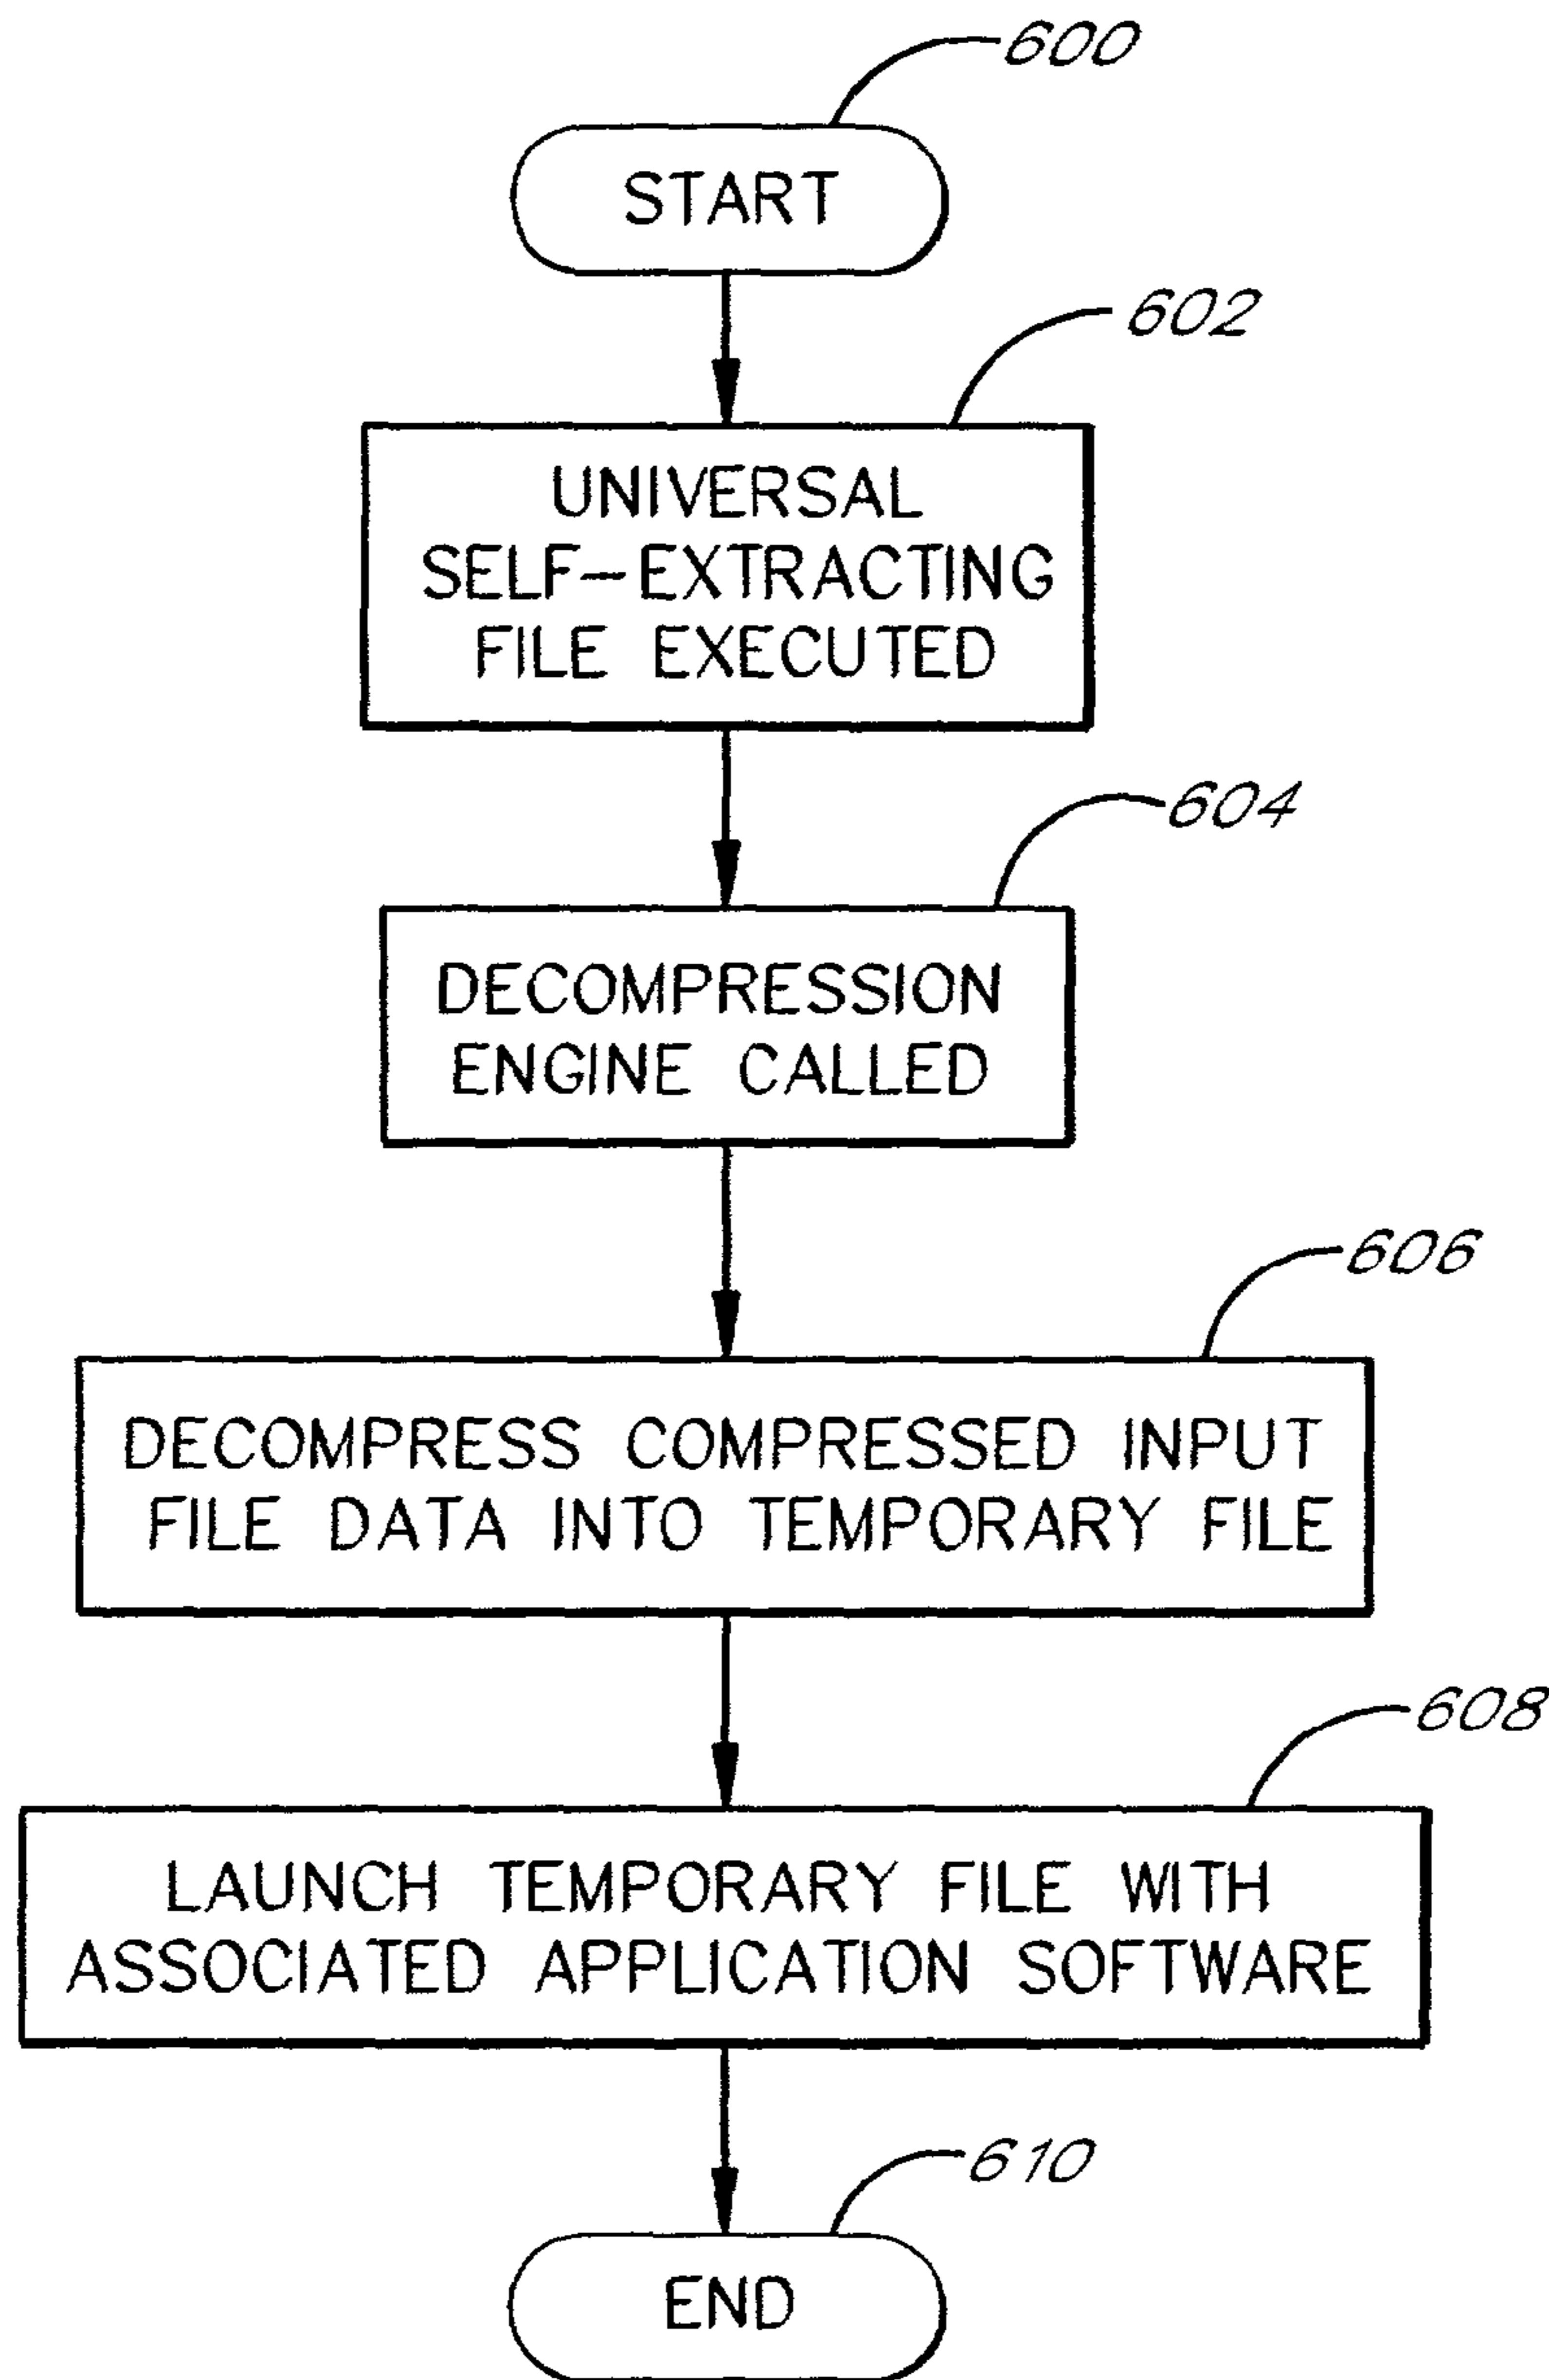 600
START
602
UNIVERSAL
SELF-EXTRACTING
FILE EXECUTED
604
DECOMPRESSION
ENGINE CALLED
606
DECOMPRESS COMPRESSED INPUT
FILE DATA INTO TEMPORARY FILE
608
LAUNCH TEMPORARY FILE WITH
ASSOCIATED APPLICATION SOFTWARE
610
END